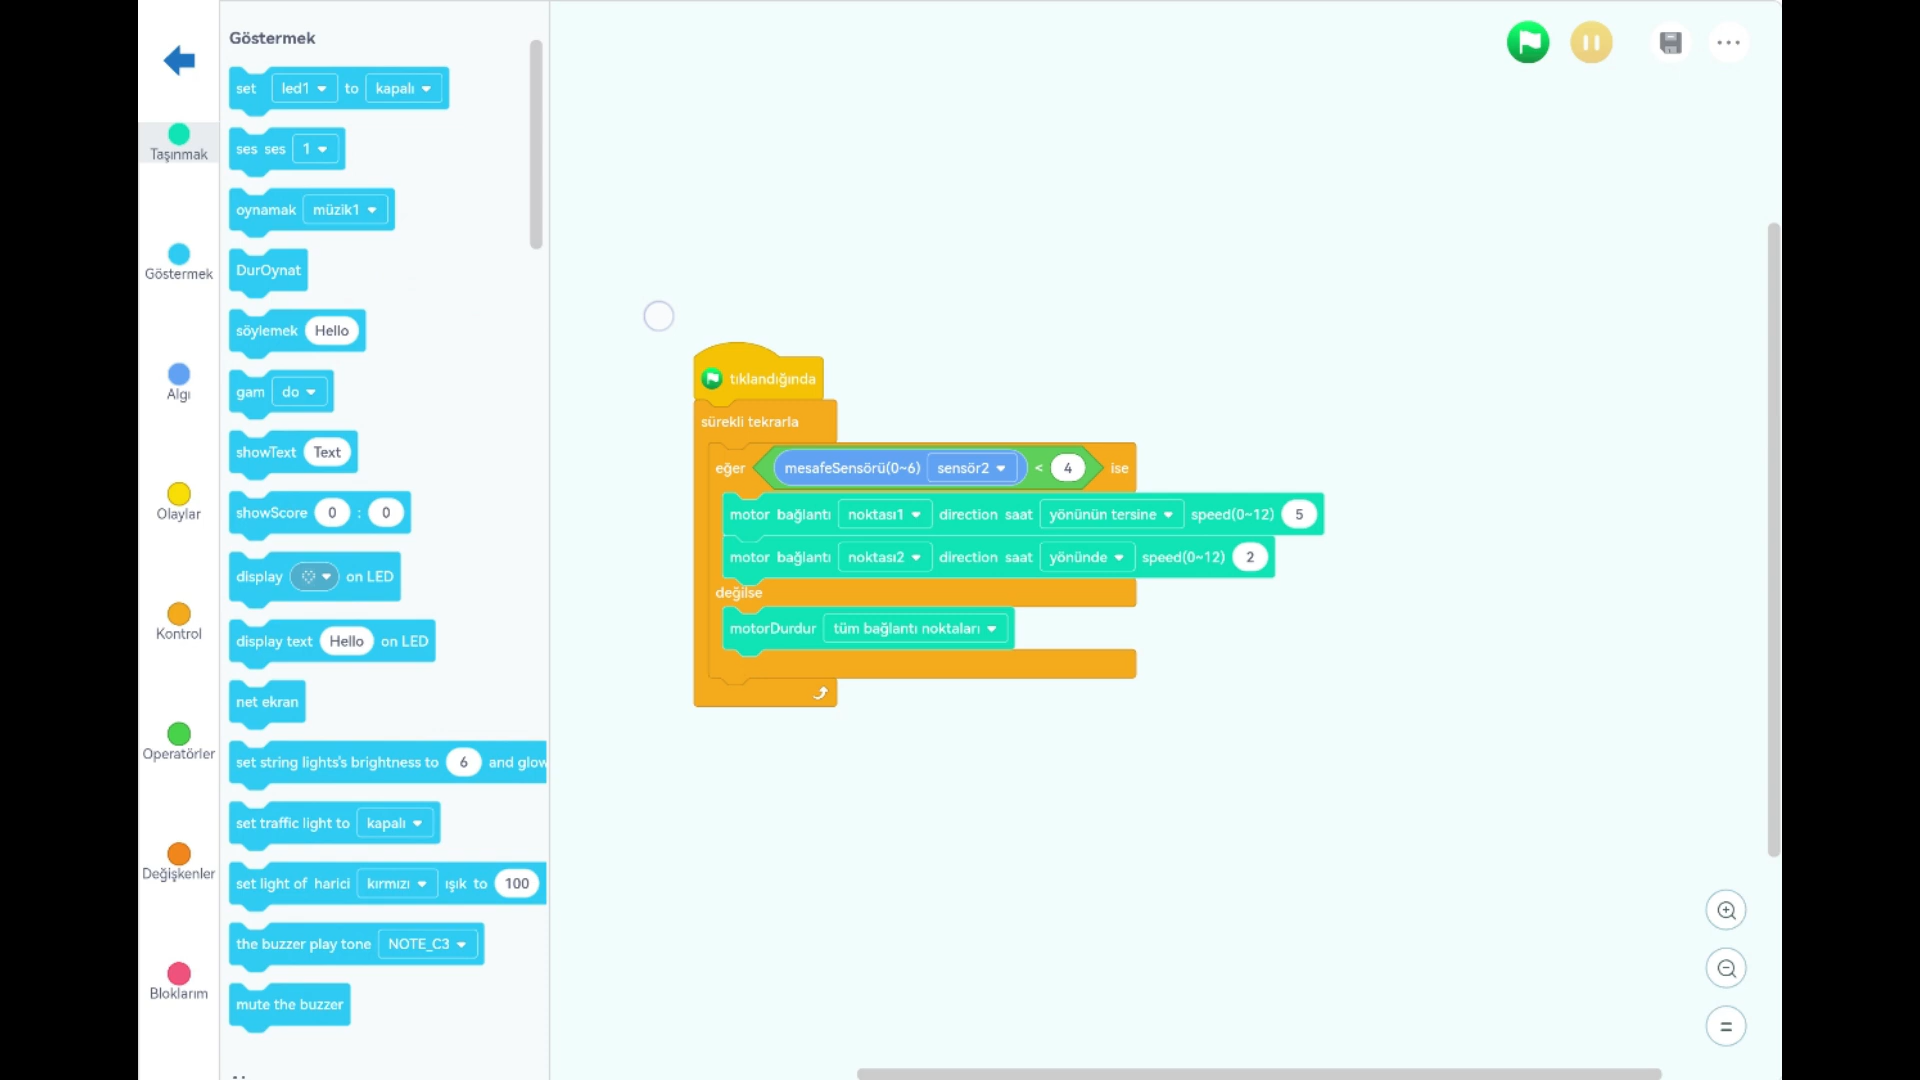 Göstermek
set led1 to kapalı
ses ses 1
oynamak müzik1
DurOynat
söylemek Hello
gam do
showText Text
showScore 0 : 0
display on LED
display text Hello on LED
net ekran
set string lights's brightness to 6 and glow
set traffic light to kapalı
set light of harici kırmızı ışık to 100
the buzzer play tone NOTE_C3
mute the buzzer
Taşınmak
Göstermek
Algı
Olaylar
Kontrol
Operatörler
Değişkenler
Bloklarım
tıklandığında
sürekli tekrarla
eğer mesafeSensörü(0~6) sensör2 < 4 ise
motor bağlantı noktası1 direction saat yönünün tersine speed(0~12) 5
motor bağlantı noktası2 direction saat yönünde speed(0~12) 2
değilse
motorDurdur tüm bağlantı noktaları